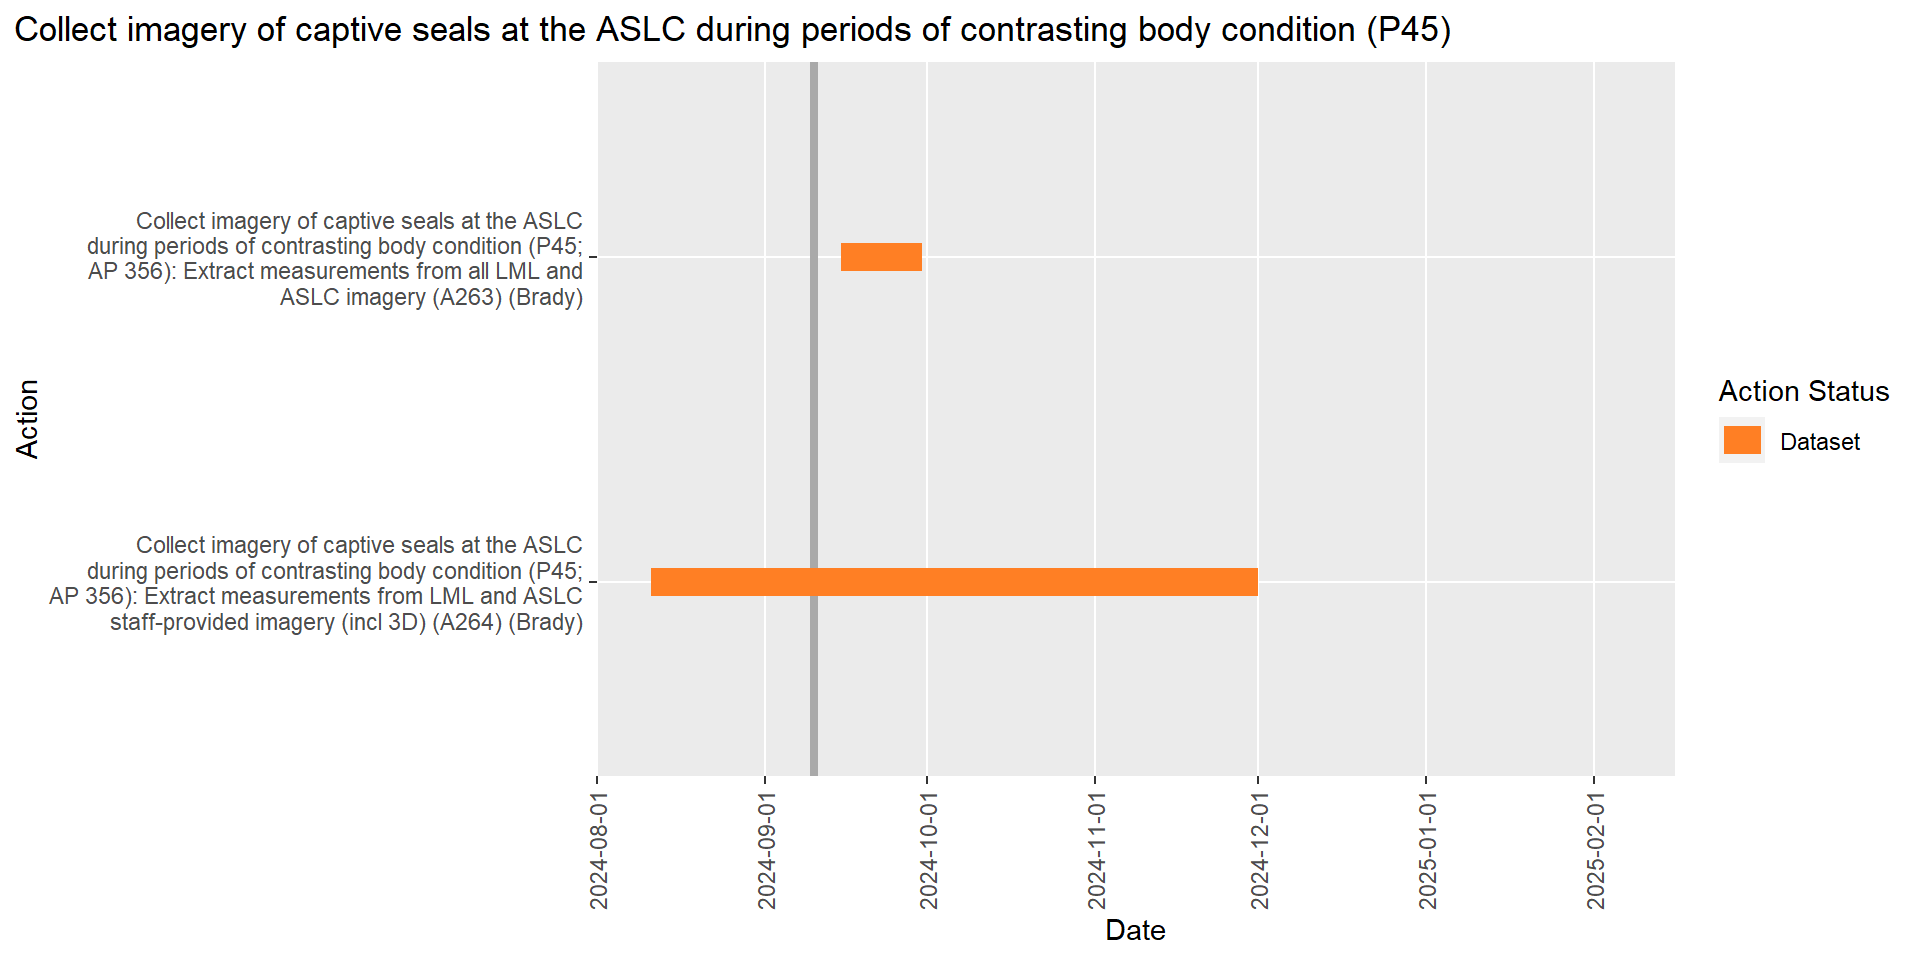 Collect imagery of captive seals at the ASLC during periods of contrasting body condition (P45)
Collect imagery of captive seals at the ASLC
during periods of contrasting body condition (P45;
AP 356): Extract measurements from all LML and
ASLC imagery (A263) (Brady)
Action
Collect imagery of captive seals at the ASLC
during periods of contrasting body condition (P45;
AP 356): Extract measurements from LML and ASLC
staff-provided imagery (incl 3D) (A264) (Brady)
2024-08-01
2024-09-01
2024-10-01
2024-11-01
2024-12-01
2025-01-01
2025-02-01
Date
Action Status
Dataset